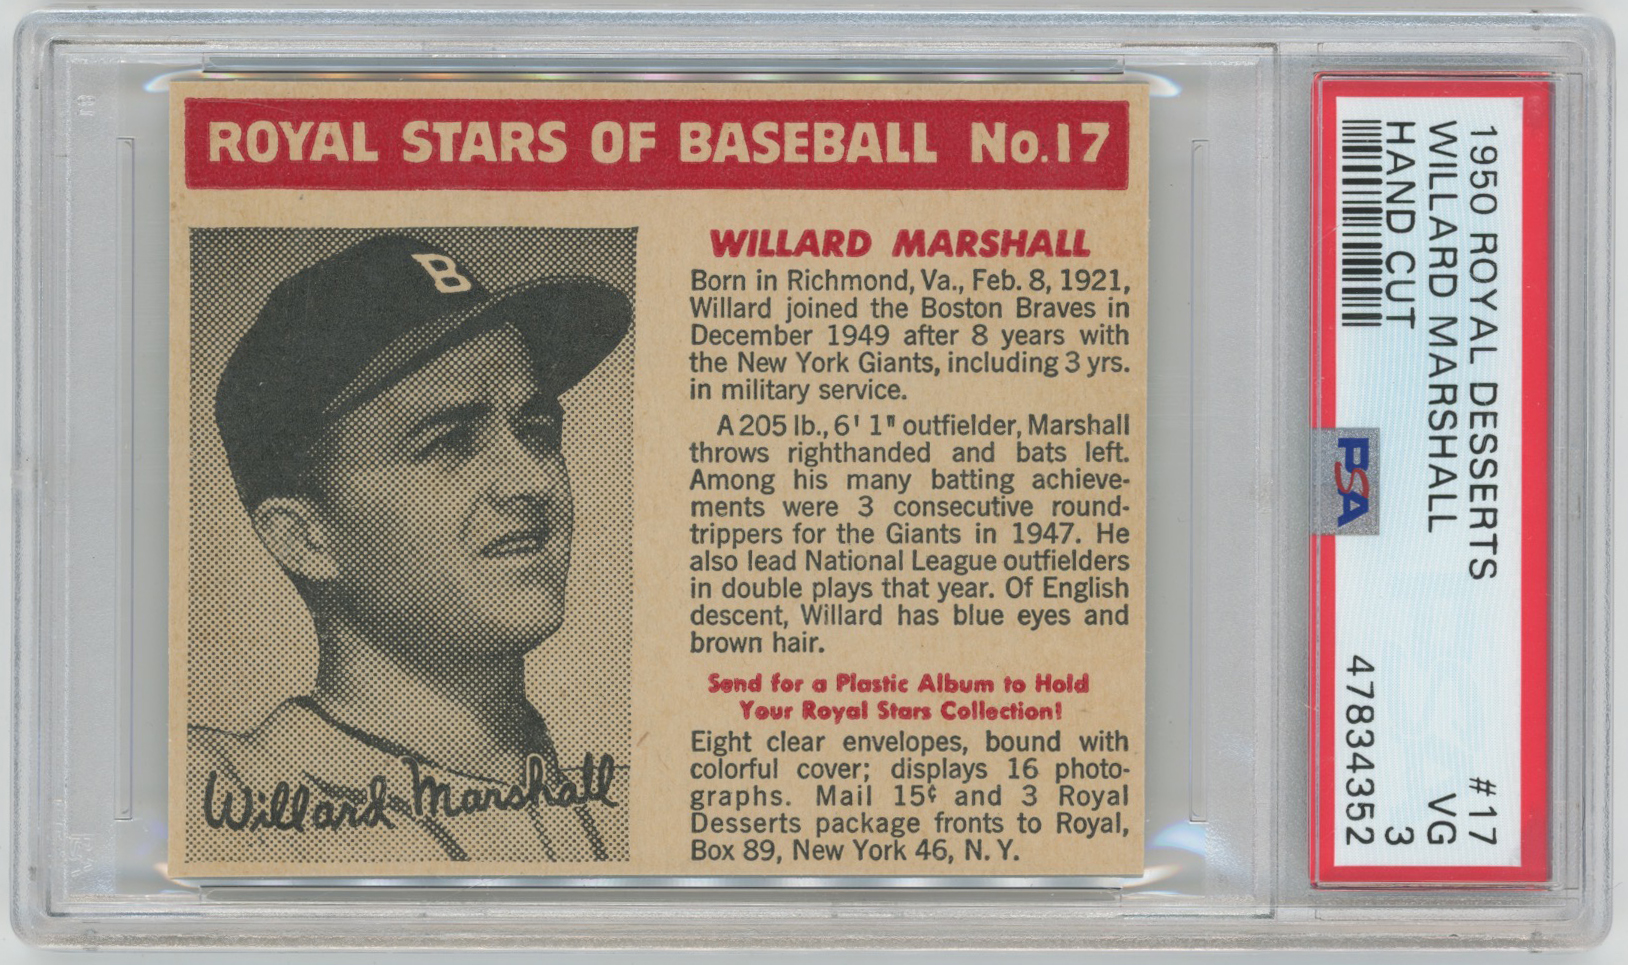 ROYAL STARS OF BASEBALL No.17
WILLARD MARSHALL
Born in Richmond, Va., Feb. 8, 1921,
Willard joined the Boston Braves in
December 1949 after 8 years with
the New York Giants, including 3 yrs.
in military service.
A 205 lb., 6' 1" outfielder, Marshall
throws righthanded and bats left.
Among his many batting achieve-
ments were 3 consecutive round-
trippers for the Giants in 1947. He
also lead National League outfielders
in double plays that year. Of English
descent, Willard has blue eyes and
brown hair.
Send for a Plastic Album to Hold
Your Royal Stars Collection!
Eight clear envelopes, bound with
colorful cover; displays 16 photo-
graphs. Mail 15¢ and 3 Royal
Desserts package fronts to Royal,
Box 89, New York 46, N. Y.
B
Willard Marshall
1950 ROYAL DESSERTS #17
WILLARD MARSHALL VG
HAND CUT 3
47834352
PSA